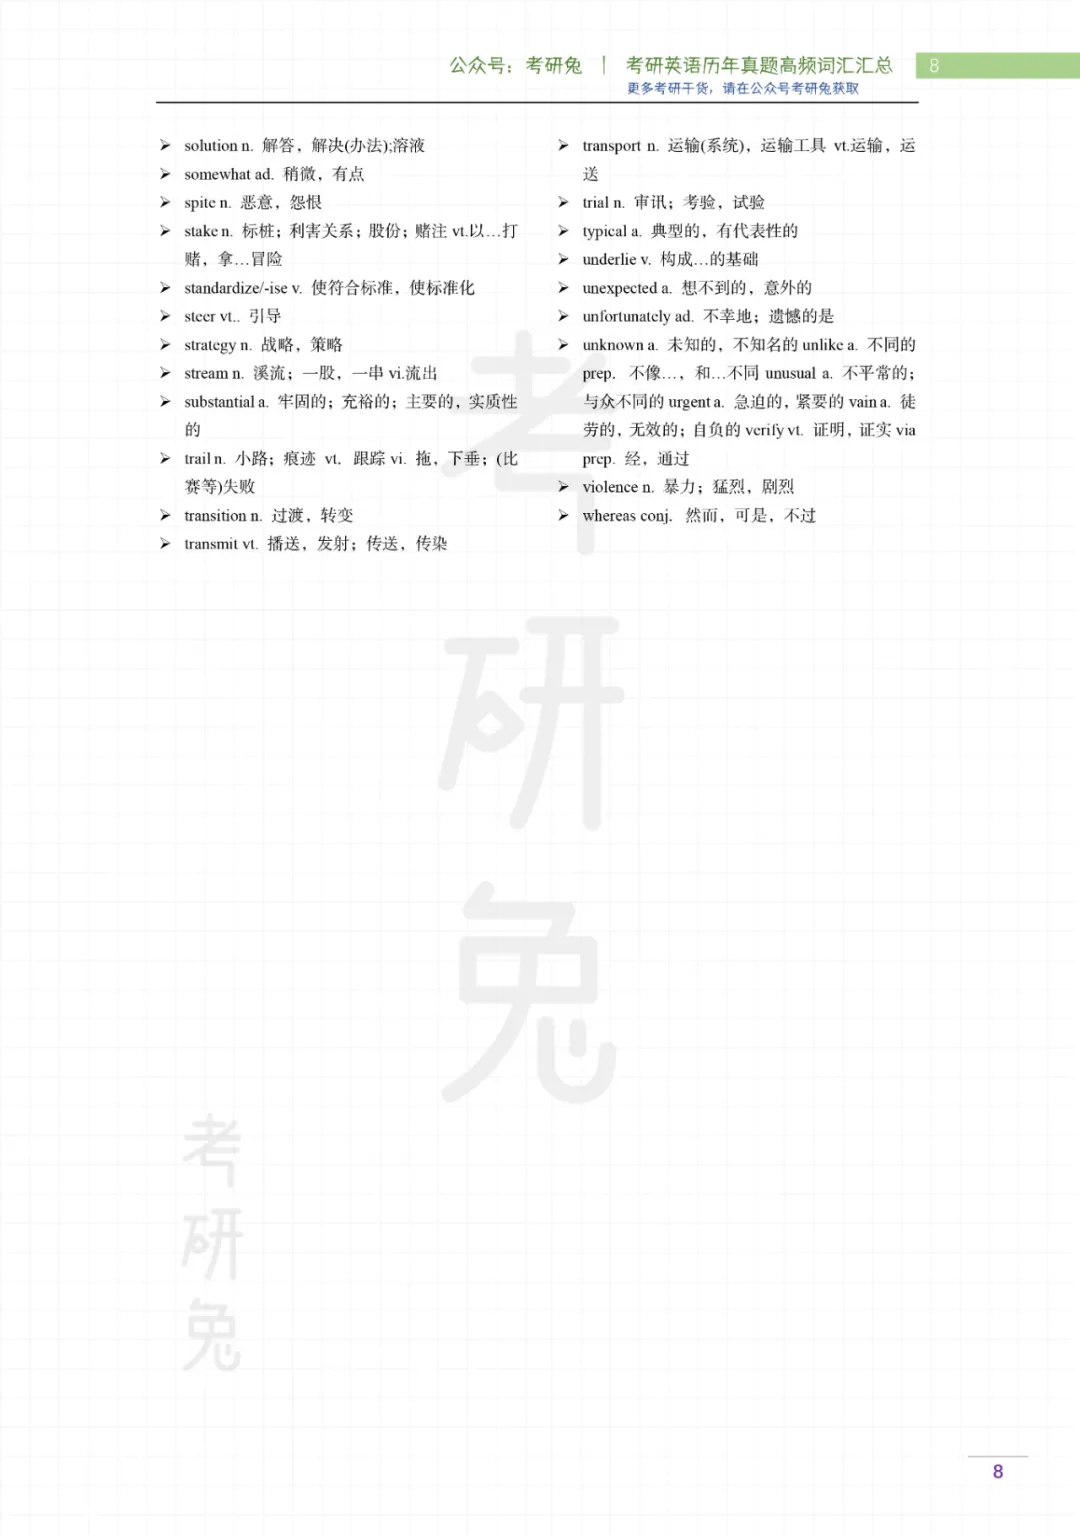 公众号：考研兔 | 考研英语历年真题高频词汇汇总 8
更多考研干货，请在公众号考研兔获取
➢ solution n. 解答，解决(办法);溶液
➢ somewhat ad. 稍微，有点
➢ spite n. 恶意，怨恨
➢ stake n. 标桩；利害关系；股份；赌注 vt.以…打
赌，拿…冒险
➢ standardize/-ise v. 使符合标准，使标准化
➢ steer vt.. 引导
➢ strategy n. 战略，策略
➢ stream n. 溪流；一股，一串 vi.流出
➢ substantial a. 牢固的；充裕的；主要的，实质性
的
➢ trail n. 小路；痕迹 vt. 跟踪 vi. 拖，下垂；(比
赛等)失败
➢ transition n. 过渡，转变
➢ transmit vt. 播送，发射；传送，传染
➢ transport n. 运输(系统)，运输工具 vt.运输，运
送
➢ trial n. 审讯；考验，试验
➢ typical a. 典型的，有代表性的
➢ underlie v. 构成…的基础
➢ unexpected a. 想不到的，意外的
➢ unfortunately ad. 不幸地；遗憾的是
➢ unknown a. 未知的，不知名的 unlike a. 不同的
prep. 不像…，和…不同 unusual a. 不平常的；
与众不同的 urgent a. 急迫的，紧要的 vain a. 徒
劳的，无效的；自负的 verify vt. 证明，证实 via
prep. 经，通过
➢ violence n. 暴力；猛烈，剧烈
➢ whereas conj. 然而，可是，不过
考
研
兔
考
研
兔
8